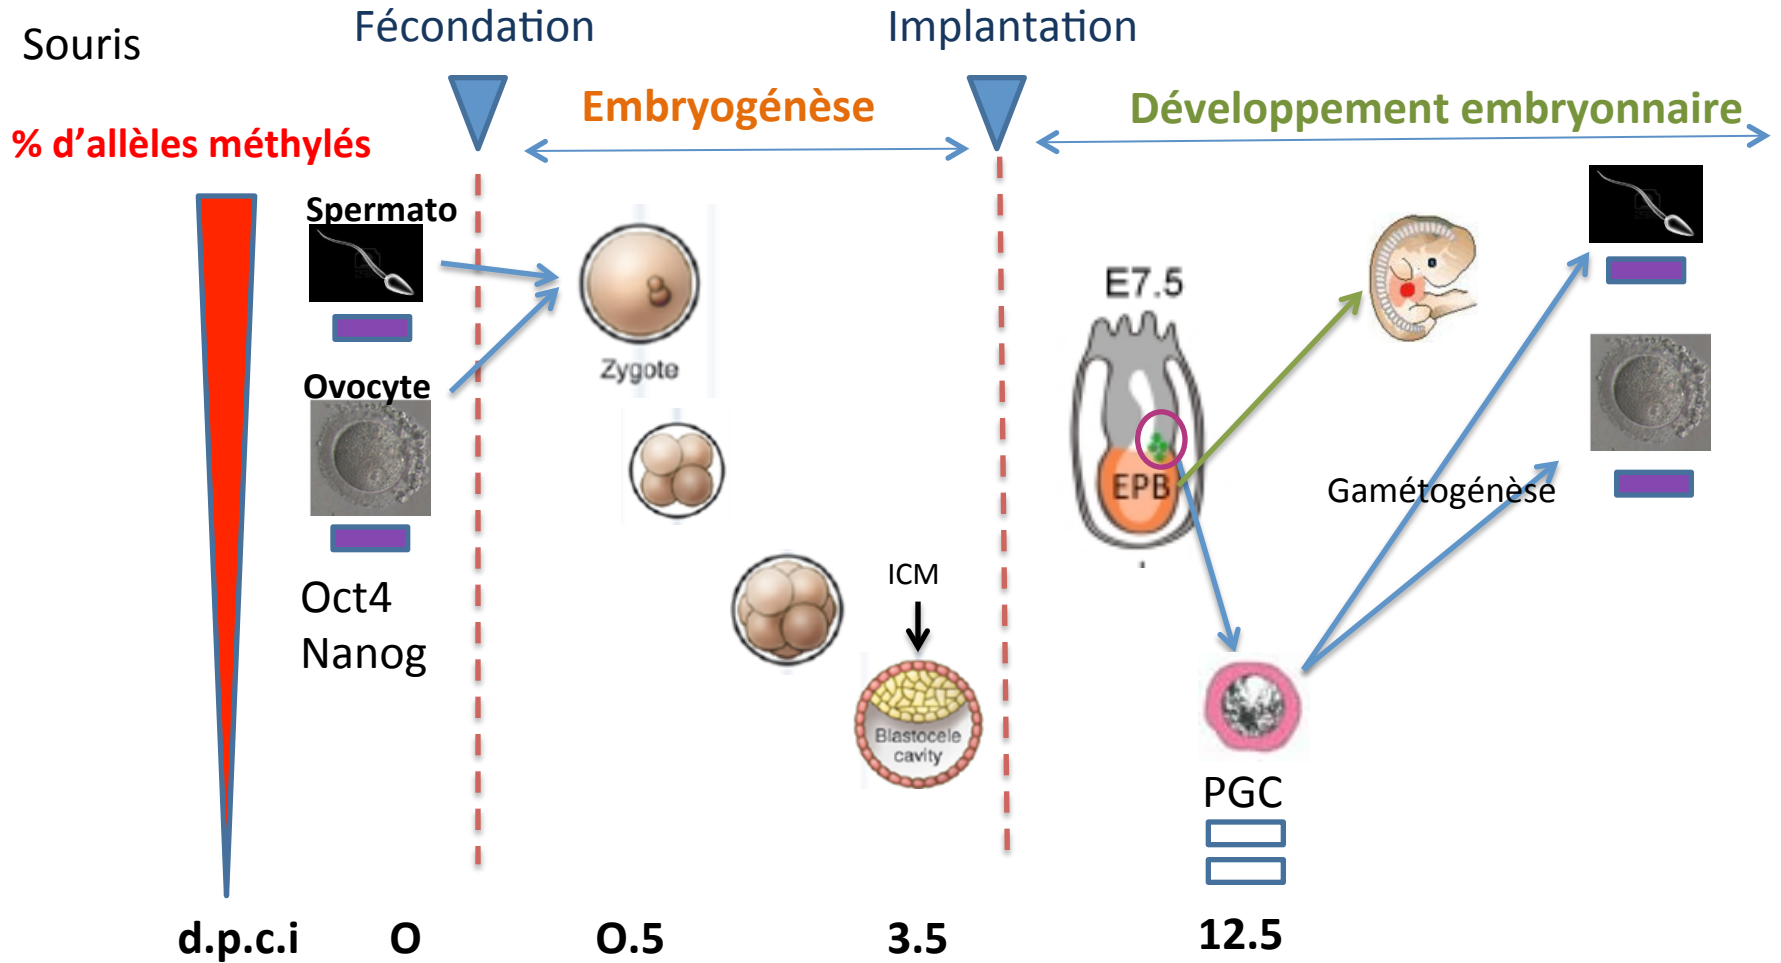 Souris
Fécondation
Implantation
Embryogénèse
Développement embryonnaire
% d’allèles méthylés
Spermato
Ovocyte
Oct4
Nanog
Zygote
ICM
Blastocele
cavity
E7.5
EPB
Gamétogénèse
PGC
d.p.c.i O O.5 3.5 12.5